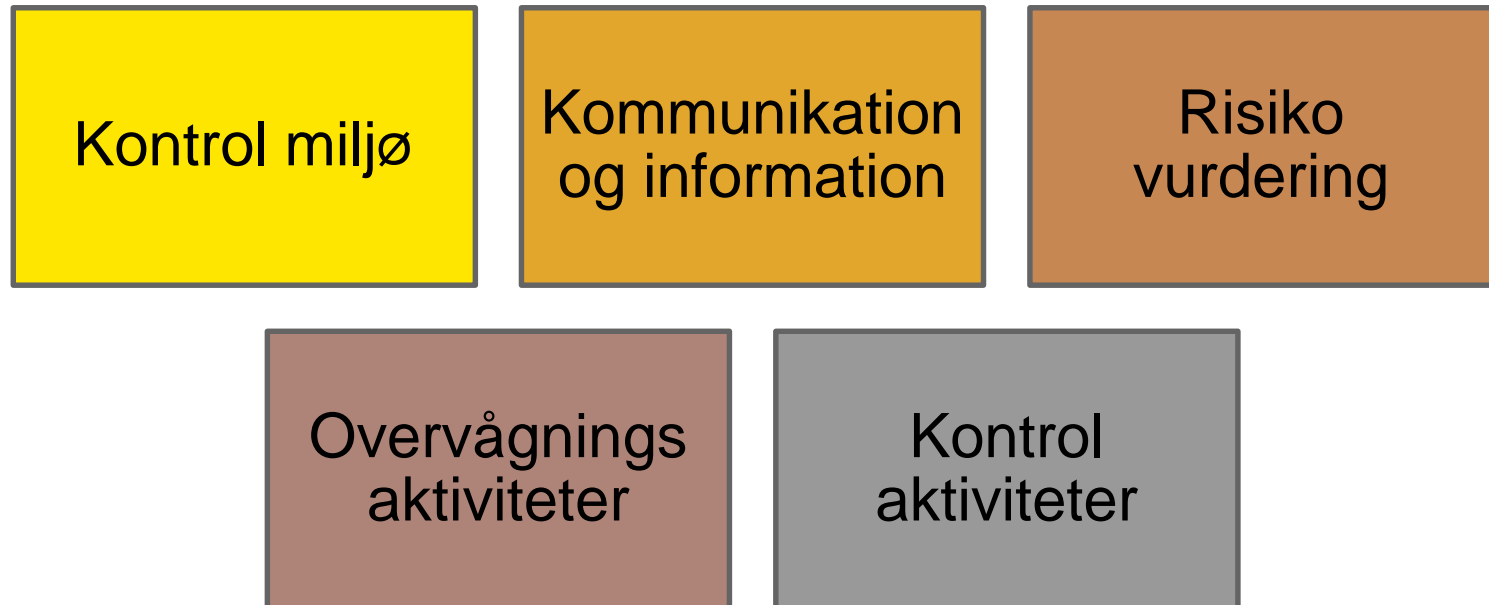 Kontrol miljø
Kommunikation
og information
Risiko
vurdering
Overvågnings
aktiviteter
Kontrol
aktiviteter